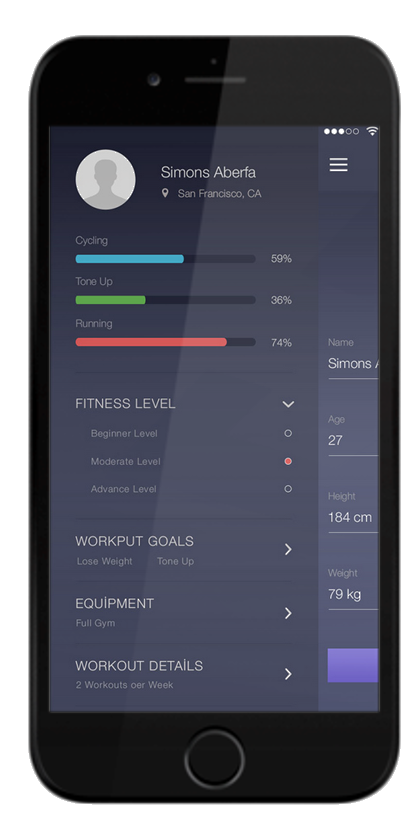 Simons Aberfa
San Francisco, CA
Cycling
59%
Tone Up
36%
Running
74%
FITNESS LEVEL
Beginner Level
Moderate Level
Advance Level
WORKPUT GOALS
Lose Weight Tone Up
EQUİPMENT
Full Gym
WORKOUT DETAİLS
2 Workouts oer Week
Name
Simons A
Age
27
Height
184 cm
Weight
79 kg